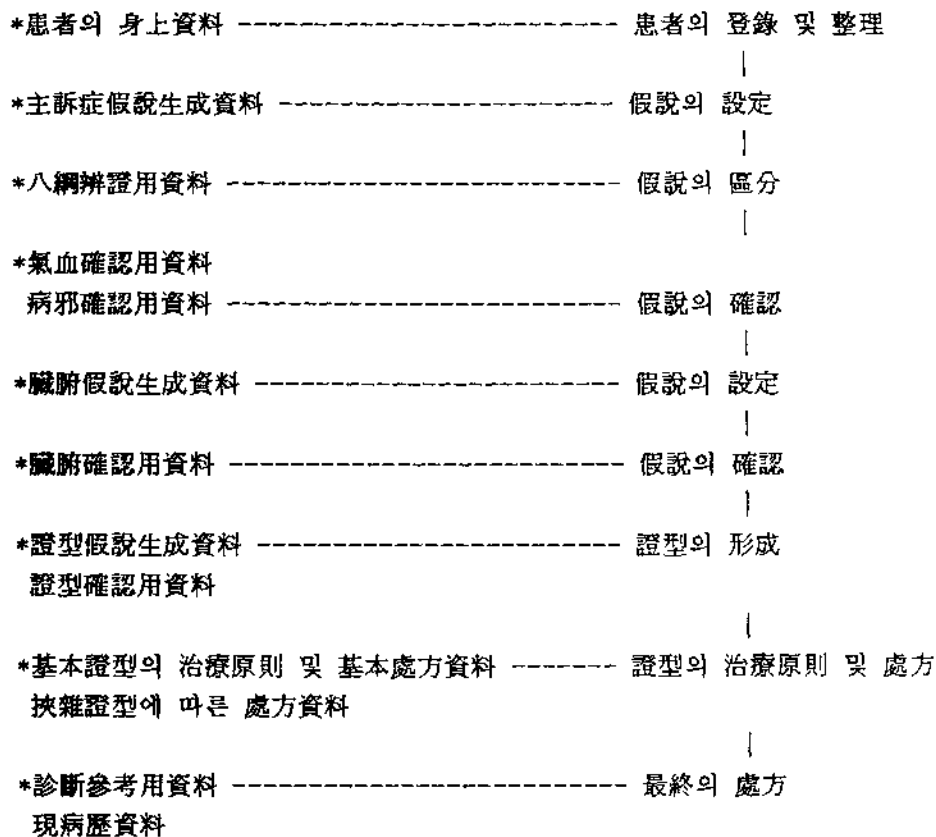 *患者의 身上資料 ------------------------ 患者의 登錄 및 整理
|
*主訴症假說生成資料 --------------------- 假說의 設定
|
*八綱辨證用資料 ------------------------- 假說의 區分
|
*氣血確認用資料
病邪確認用資料 ------------------------- 假說의 確認
|
*臟腑假說生成資料 ----------------------- 假說의 設定
|
*臟腑確認用資料 ------------------------- 假說의 確認
|
*證型假說生成資料 ----------------------- 證型의 形成
證型確認用資料
|
*基本證型의 治療原則 및 基本處方資料 ------- 證型의 治療原則 및 處方
挾雜證型에 따른 處方資料
|
*診斷參考用資料 ------------------------- 最終의 處方
現病歷資料